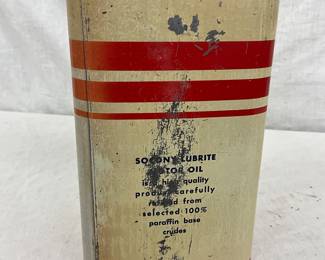 SOCONY LUBRITE
MOTOR OIL
is a high quality
product carefully
refined from
selected 100%
paraffin base
crudes